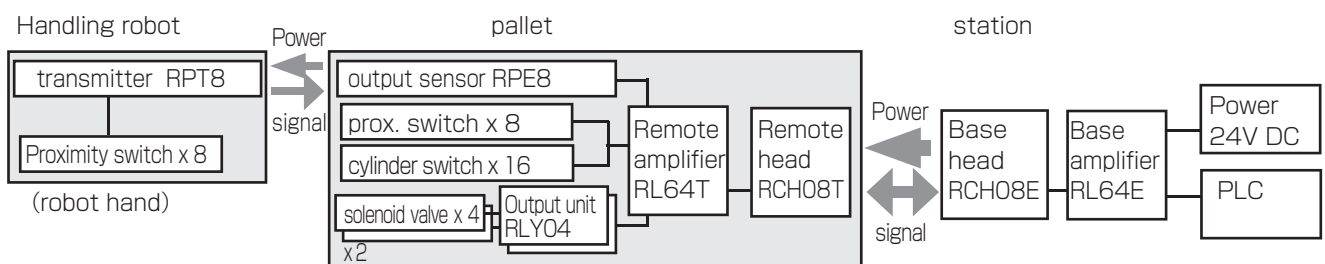 Handling robot
pallet
station
Power
signal
transmitter RPT8
Proximity switch x 8
(robot hand)
output sensor RPE8
prox. switch x 8
cylinder switch x 16
solenoid valve x 4
x2
Output unit
RLY04
Remote
amplifier
RL64T
Remote
head
RCH08T
Power
signal
Base
head
RCH08E
Base
amplifier
RL64E
Power
24V DC
PLC